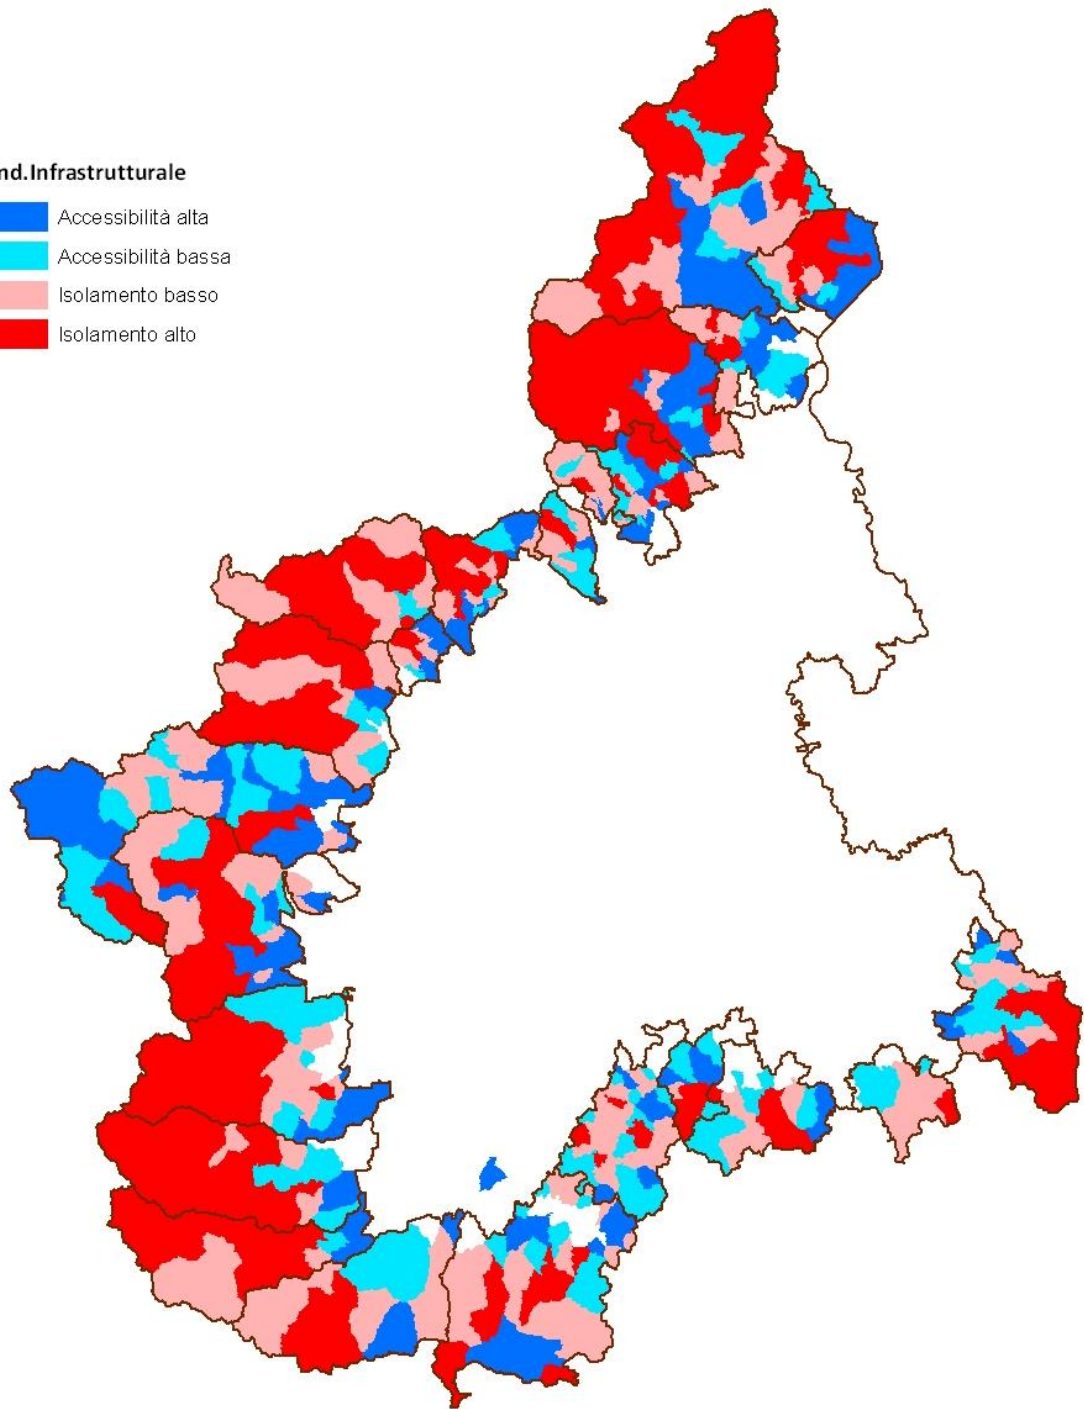 nd.Infrastrutturale
Accessibilità alta
Accessibilità bassa
Isolamento basso
Isolamento alto